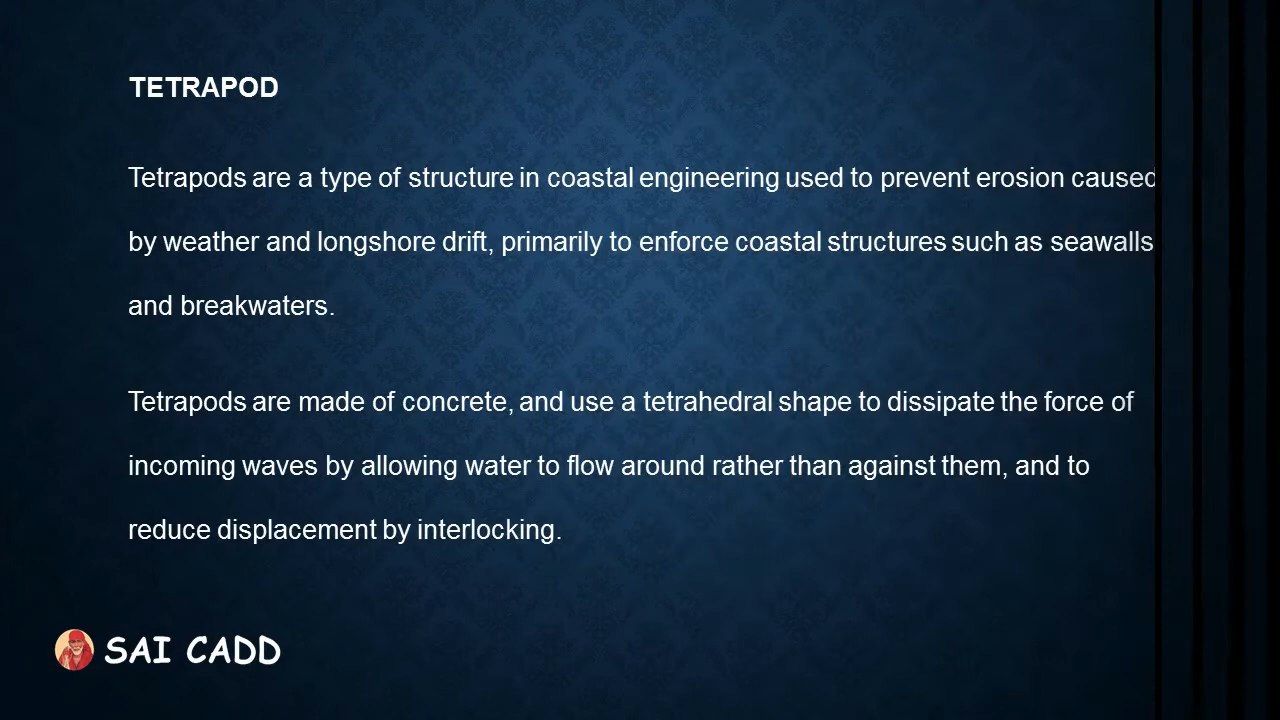 TETRAPOD
Tetrapods are a type of structure in coastal engineering used to prevent erosion caused
by weather and longshore drift, primarily to enforce coastal structures such as seawalls
and breakwaters.
Tetrapods are made of concrete, and use a tetrahedral shape to dissipate the force of
incoming waves by allowing water to flow around rather than against them, and to
reduce displacement by interlocking.
SAI CADD